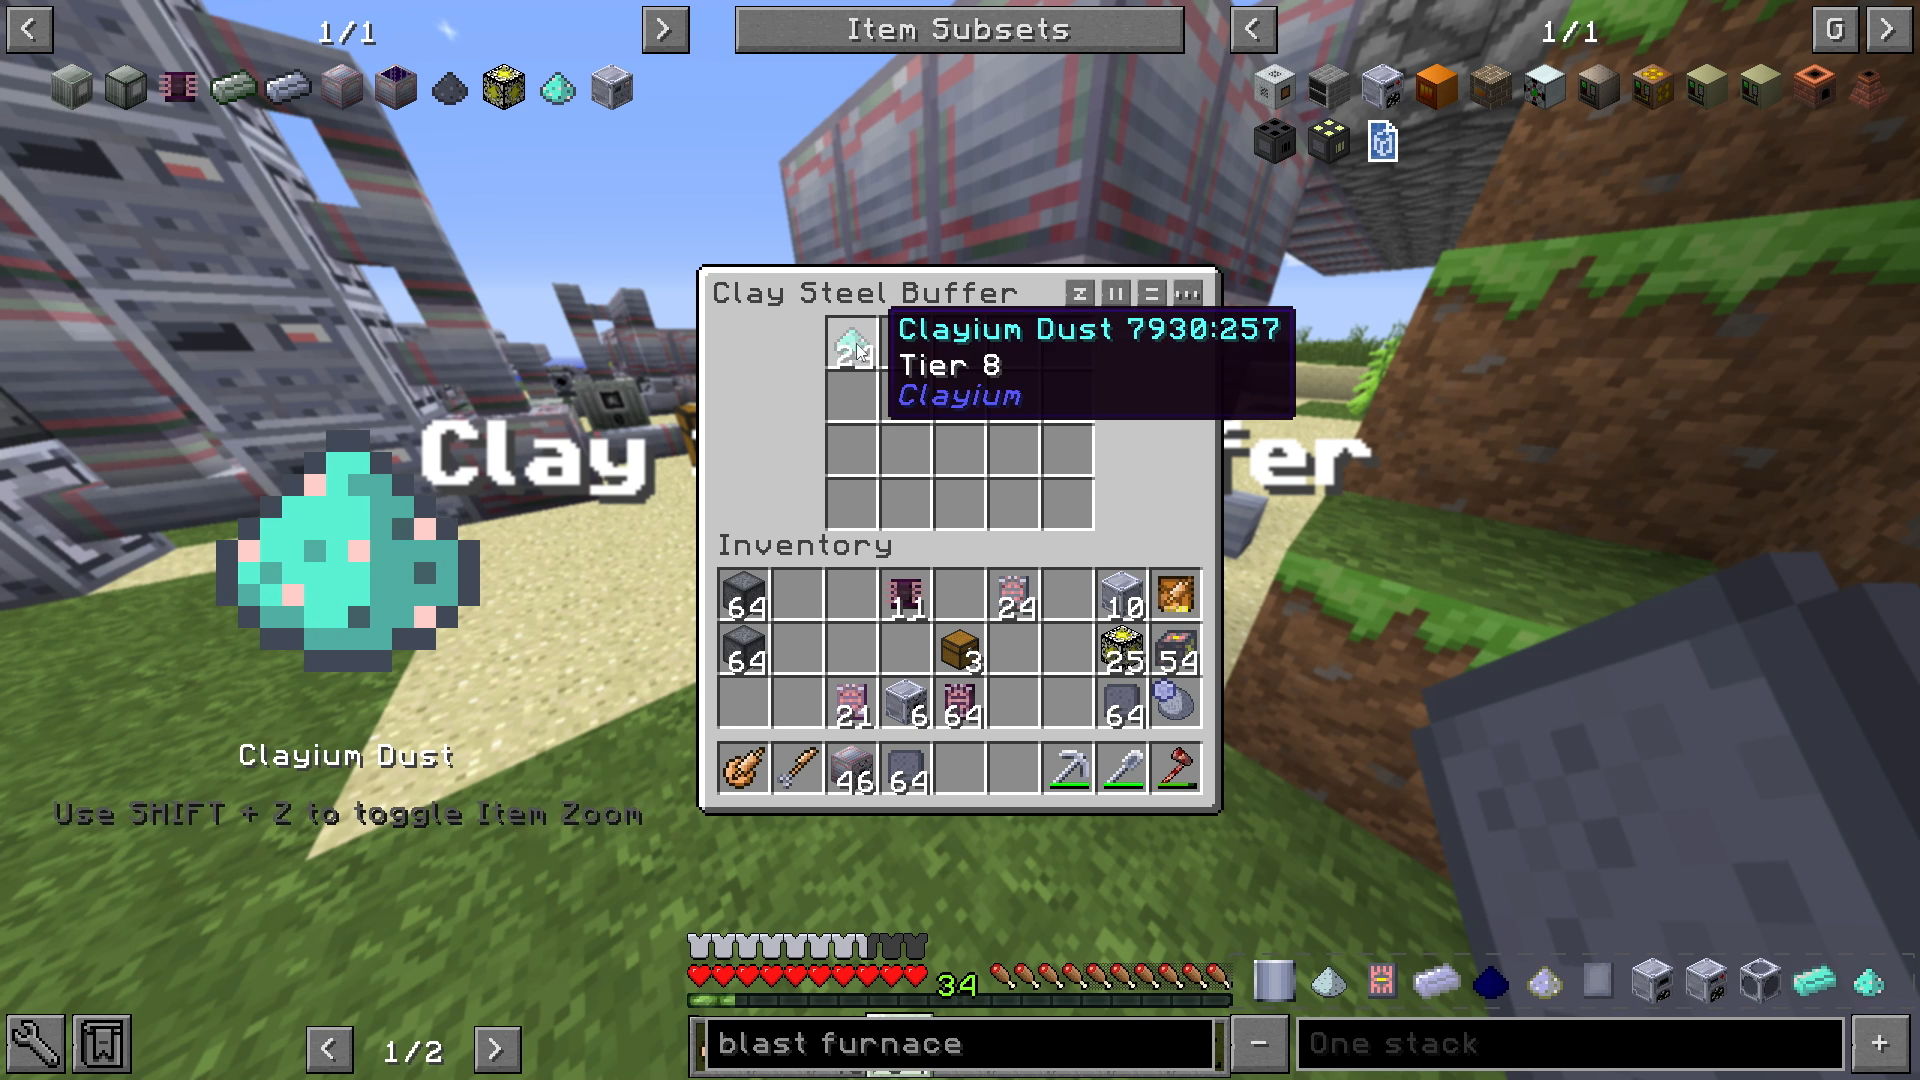 1/1
Item Subsets
1/1
G
Clay Steel Buffer
Clayium Dust 7930:257
Tier 8
Clayium
Clay
fer
Inventory
64
11
24
10
64
3
25
54
21
6
64
64
46
64
Clayium Dust
Use SHIFT + Z to toggle Item Zoom
34
1/2
blast furnace
One stack